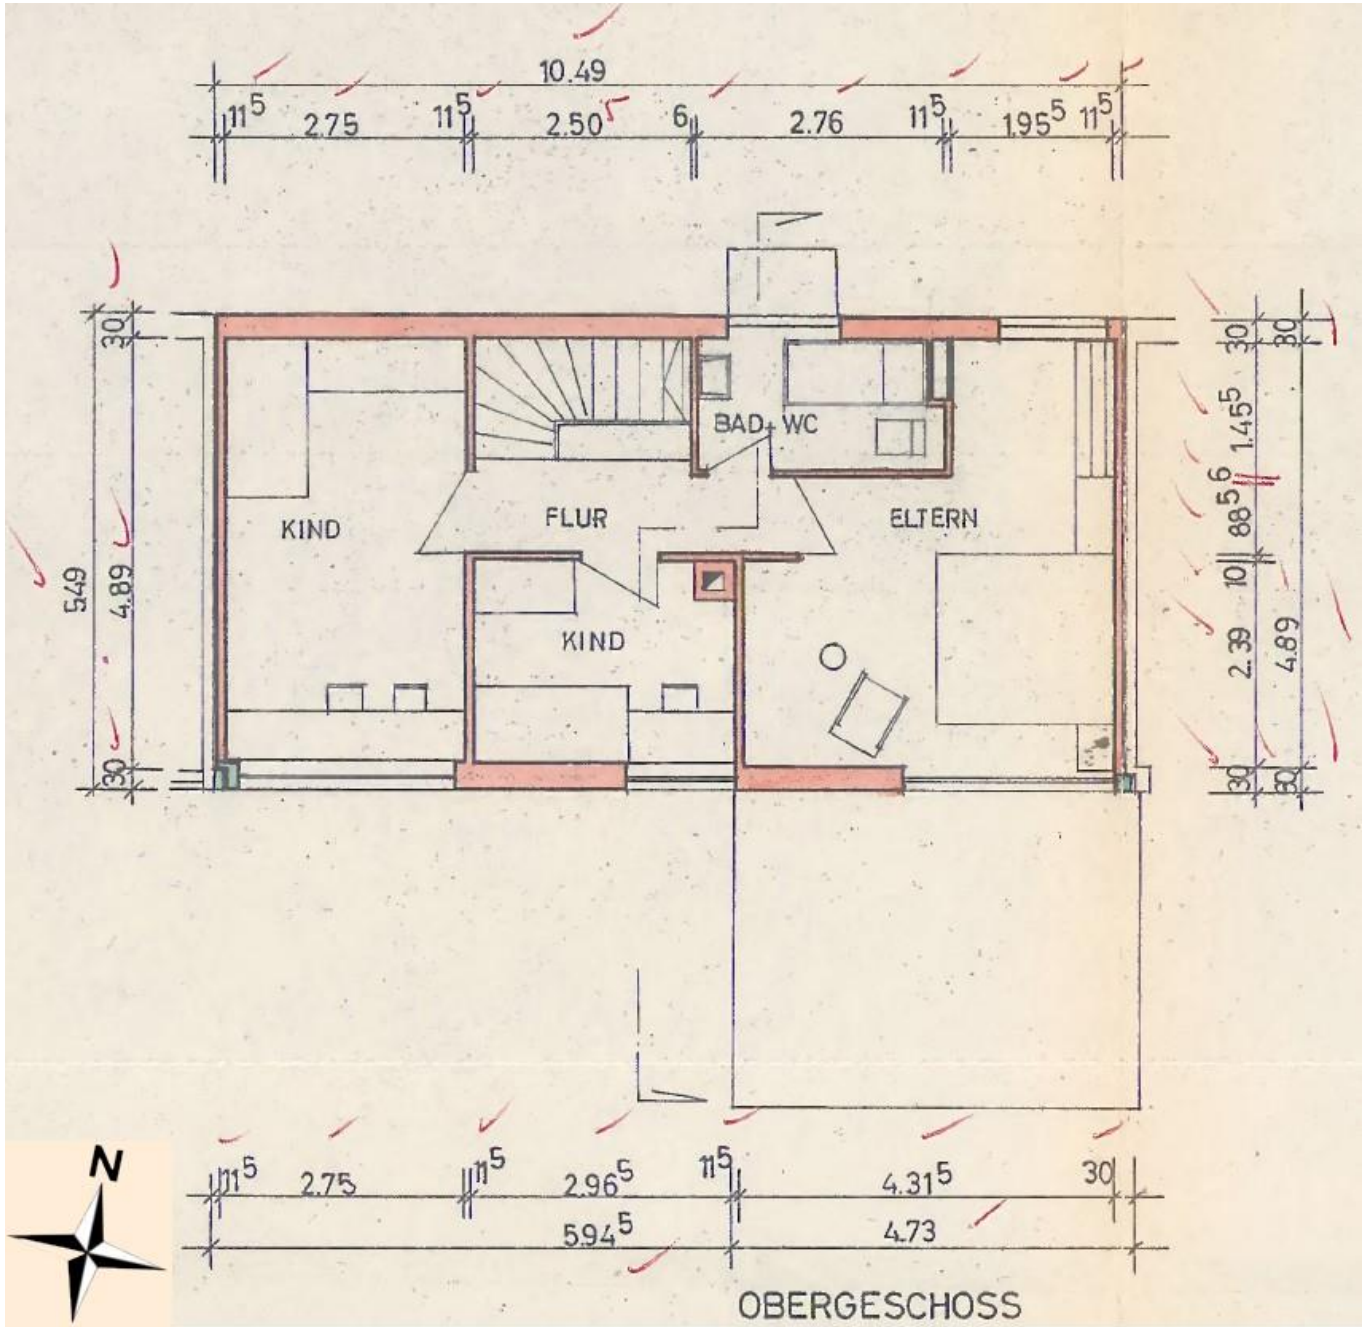 10.49
11⁵ 2.75 11⁵ 2.50⁵ 6 2.76 11⁵ 1.95⁵ 11⁵
30 30 30
1.45⁵
BAD+ WC
KIND FLUR ELTERN
6
88⁵
5.49 4.89 10
KIND 2.39 4.89
30 30 30
N
11⁵ 2.75 11⁵ 2.96⁵ 11⁵ 4.31⁵ 30
5.94⁵ 4.73
OBERGESCHOSS